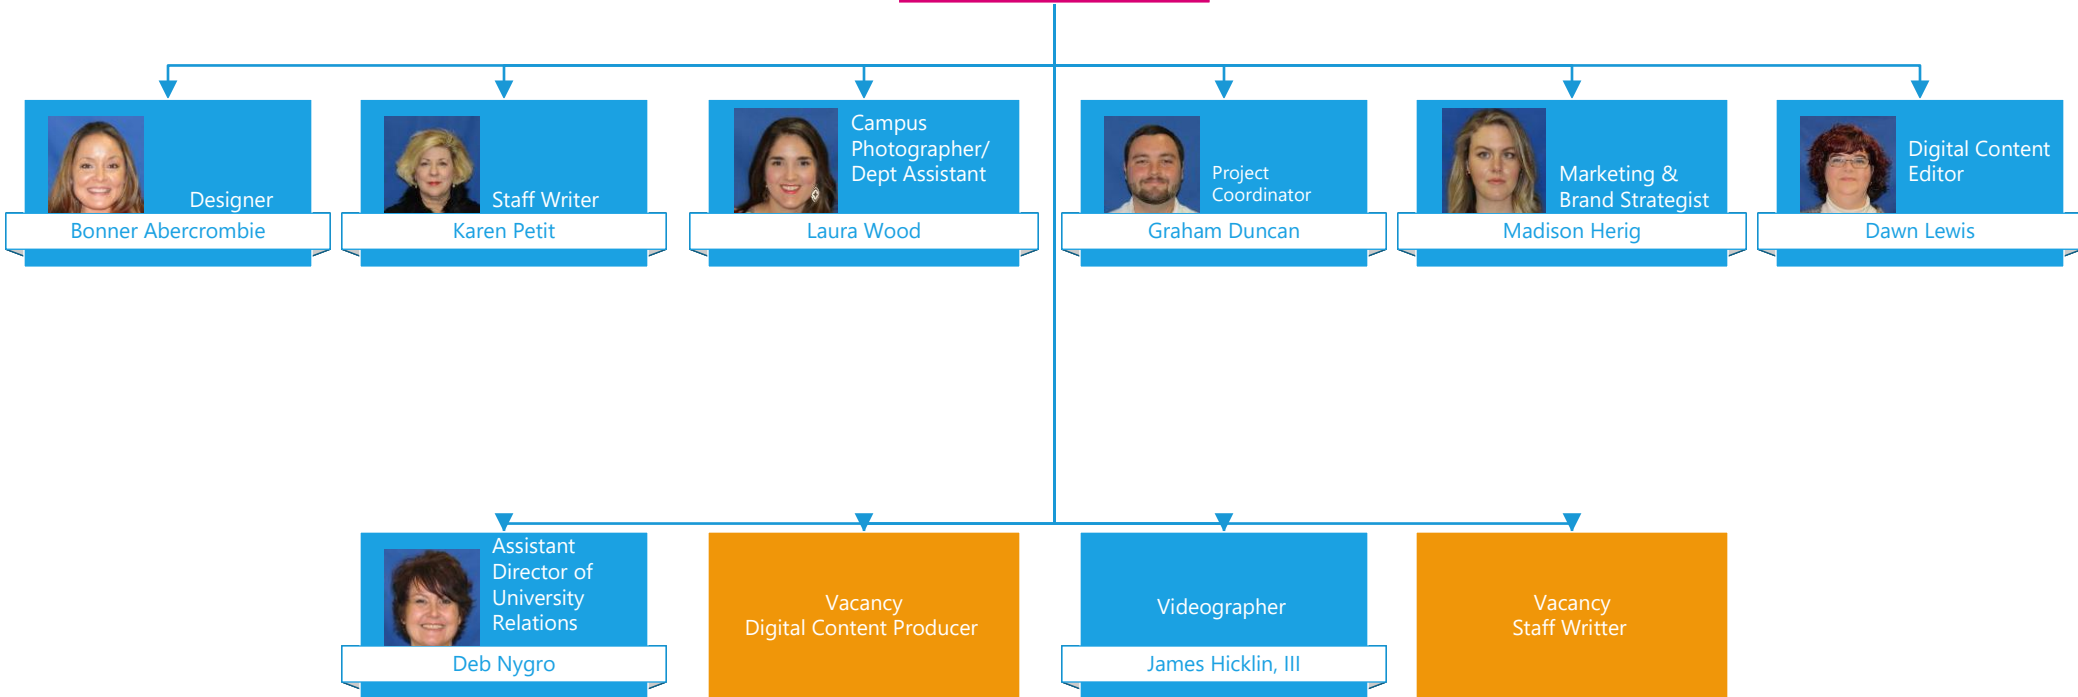 Designer
Bonner Abercrombie
Staff Writer
Karen Petit
Campus
Photographer/
Dept Assistant
Laura Wood
Project
Coordinator
Graham Duncan
Marketing &
Brand Strategist
Madison Herig
Digital Content
Editor
Dawn Lewis
Assistant
Director of
University
Relations
Deb Nygro
Vacancy
Digital Content Producer
Videographer
James Hicklin, III
Vacancy
Staff Writter